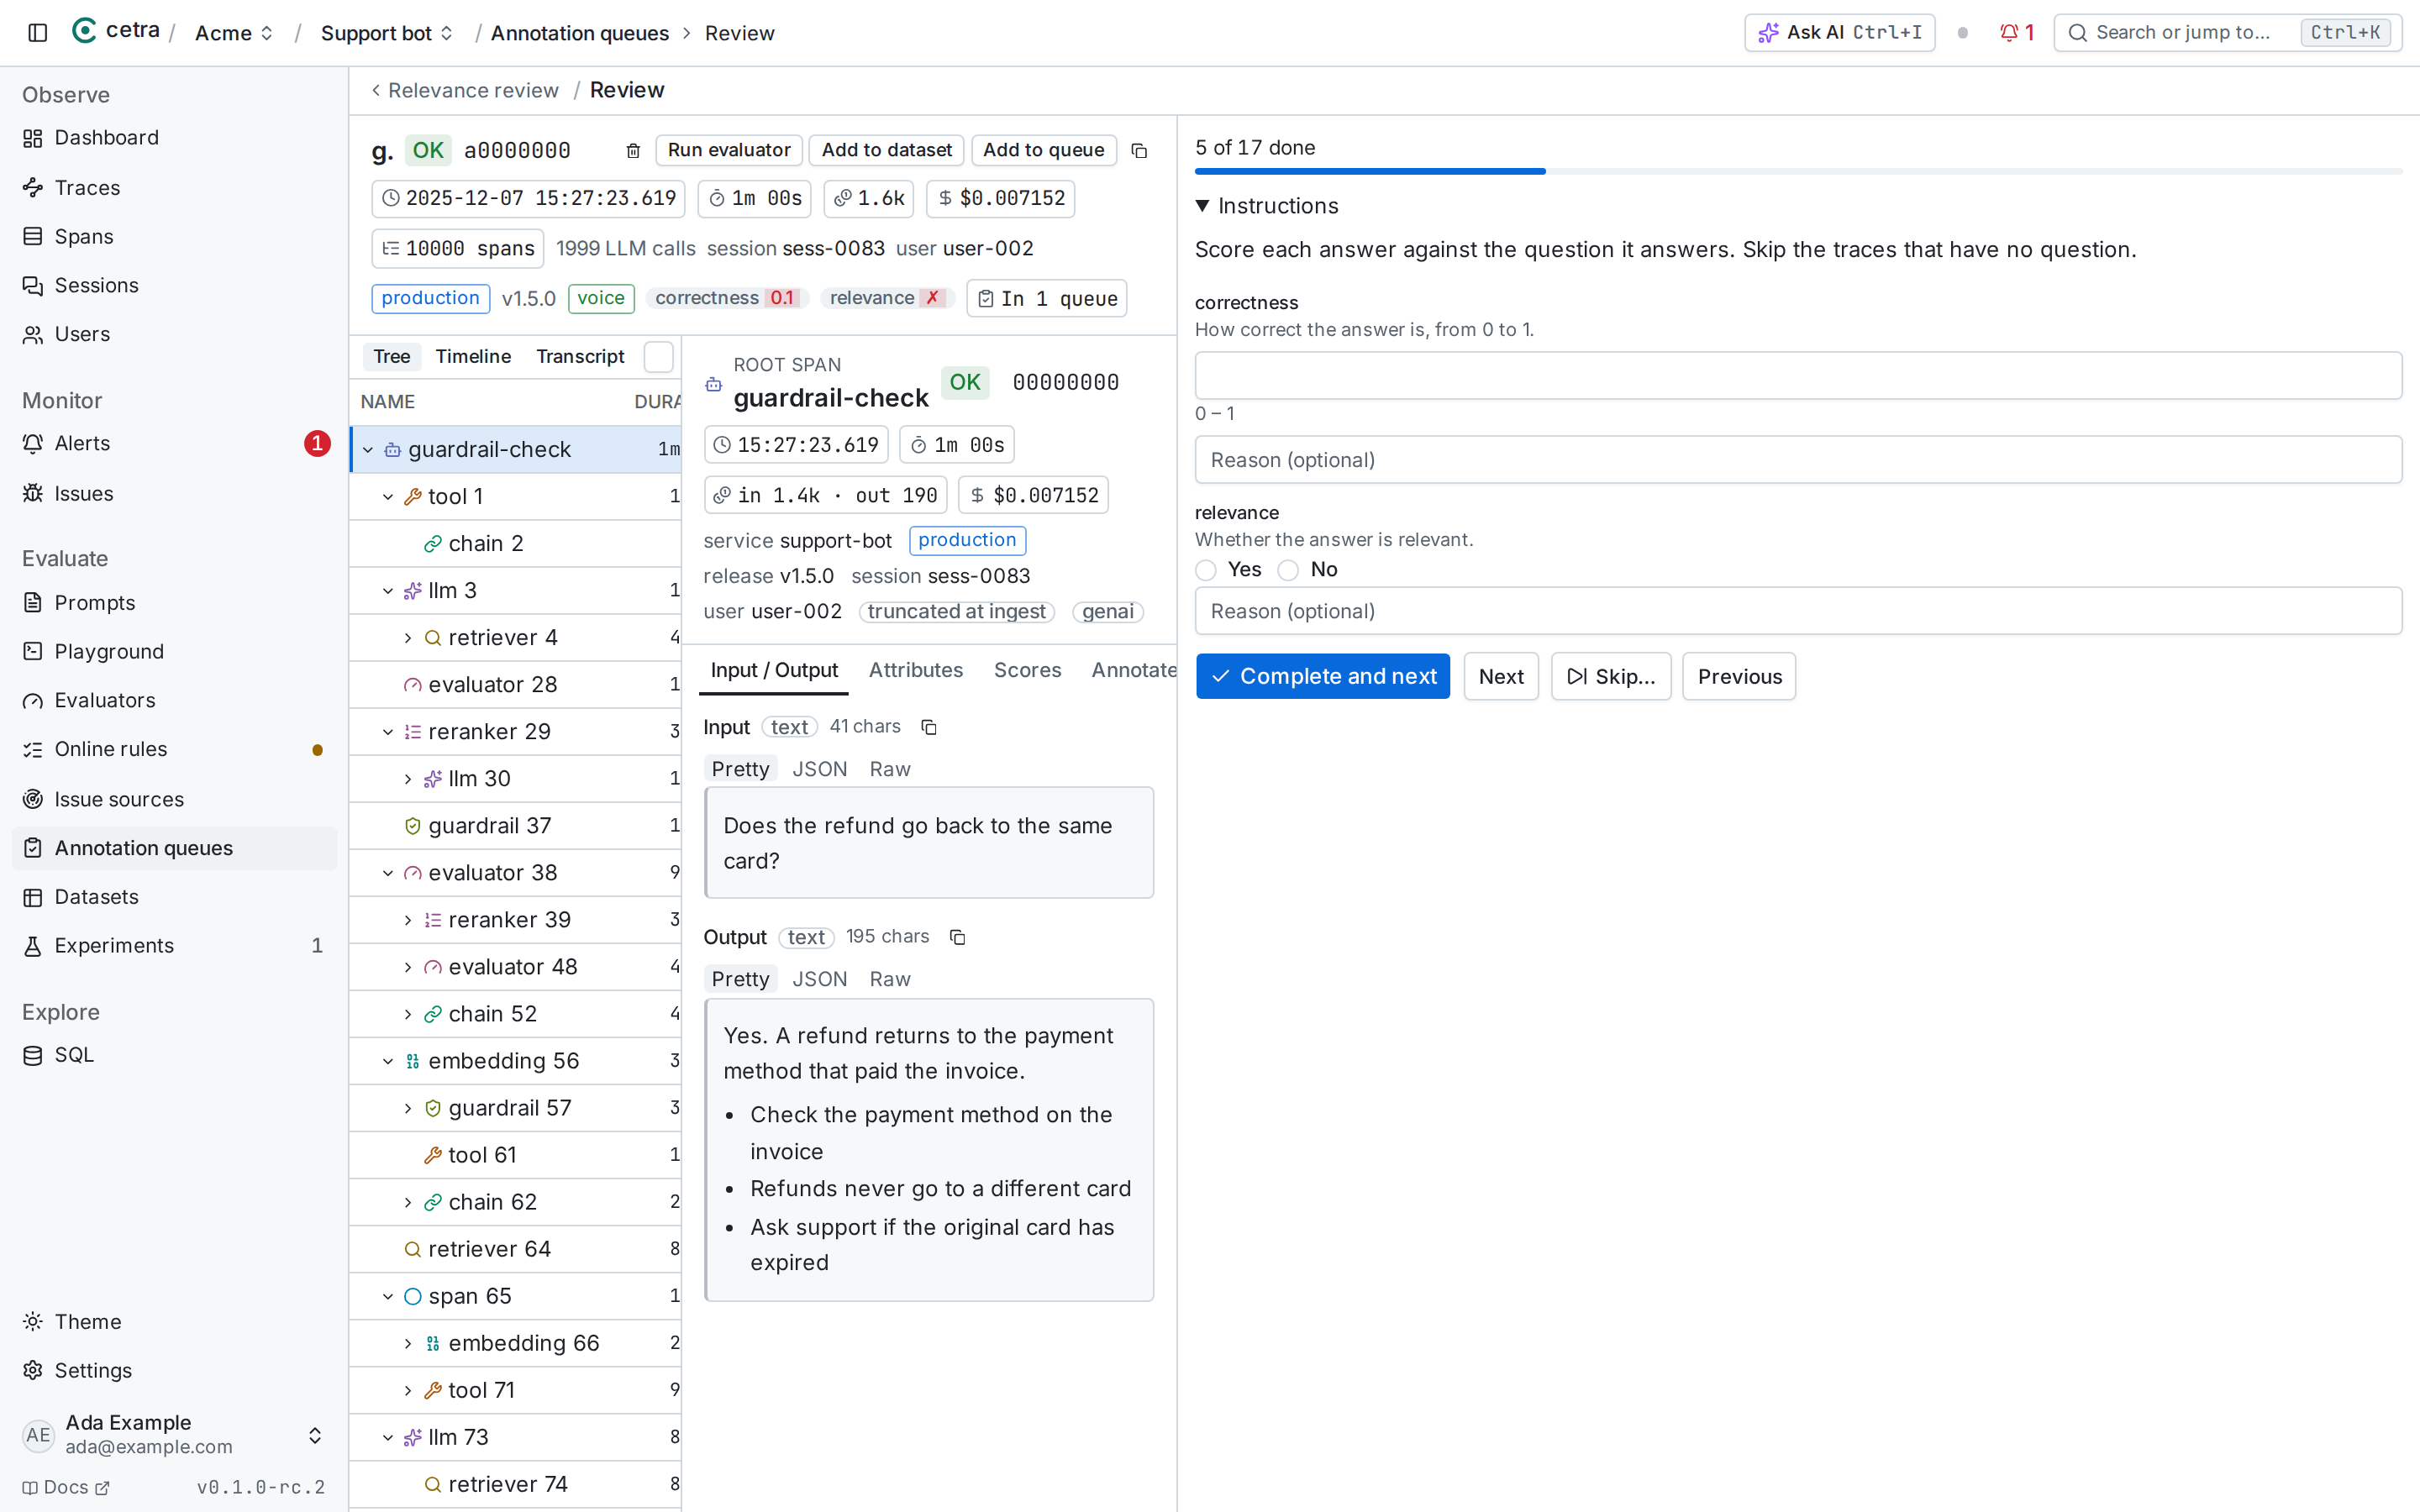 cetra / Acme / Support bot / Annotation queues > Review
Ask AI Ctrl+I
1
Search or jump to... Ctrl+K
Observe
Dashboard
Traces
Spans
Sessions
Users
Monitor
Alerts 1
Issues
Evaluate
Prompts
Playground
Evaluators
Online rules
Issue sources
Annotation queues
Datasets
Experiments 1
Explore
SQL
Theme
Settings
AE
Ada Example
ada@example.com
Docs v0.1.0-rc.2
Relevance review / Review
g. OK a0000000 Run evaluator Add to dataset Add to queue
2025-12-07 15:27:23.619 1m 00s 1.6k $0.007152
10000 spans 1999 LLM calls session sess-0083 user user-002
production v1.5.0 voice correctness 0.1 relevance ✗ In 1 queue
Tree Timeline Transcript
NAME DURA
guardrail-check 1m
tool 1 1
chain 2
llm 3 1
retriever 4 4
evaluator 28 1
reranker 29 3
llm 30 1
guardrail 37 1
evaluator 38 9
reranker 39 3
evaluator 48 4
chain 52 4
embedding 56 3
guardrail 57 3
tool 61 1
chain 62 2
retriever 64 8
span 65 1
embedding 66 2
tool 71 9
llm 73 8
retriever 74 8
ROOT SPAN
guardrail-check OK 00000000
15:27:23.619 1m 00s
in 1.4k · out 190 $0.007152
service support-bot production
release v1.5.0 session sess-0083
user user-002 truncated at ingest genai
Input / Output Attributes Scores Annotate
Input text 41 chars
Pretty JSON Raw
Does the refund go back to the same
card?
Output text 195 chars
Pretty JSON Raw
Yes. A refund returns to the payment
method that paid the invoice.
• Check the payment method on the
invoice
• Refunds never go to a different card
• Ask support if the original card has
expired
5 of 17 done
▼ Instructions
Score each answer against the question it answers. Skip the traces that have no question.
correctness
How correct the answer is, from 0 to 1.
0 – 1
Reason (optional)
relevance
Whether the answer is relevant.
Yes No
Reason (optional)
Complete and next Next Skip... Previous